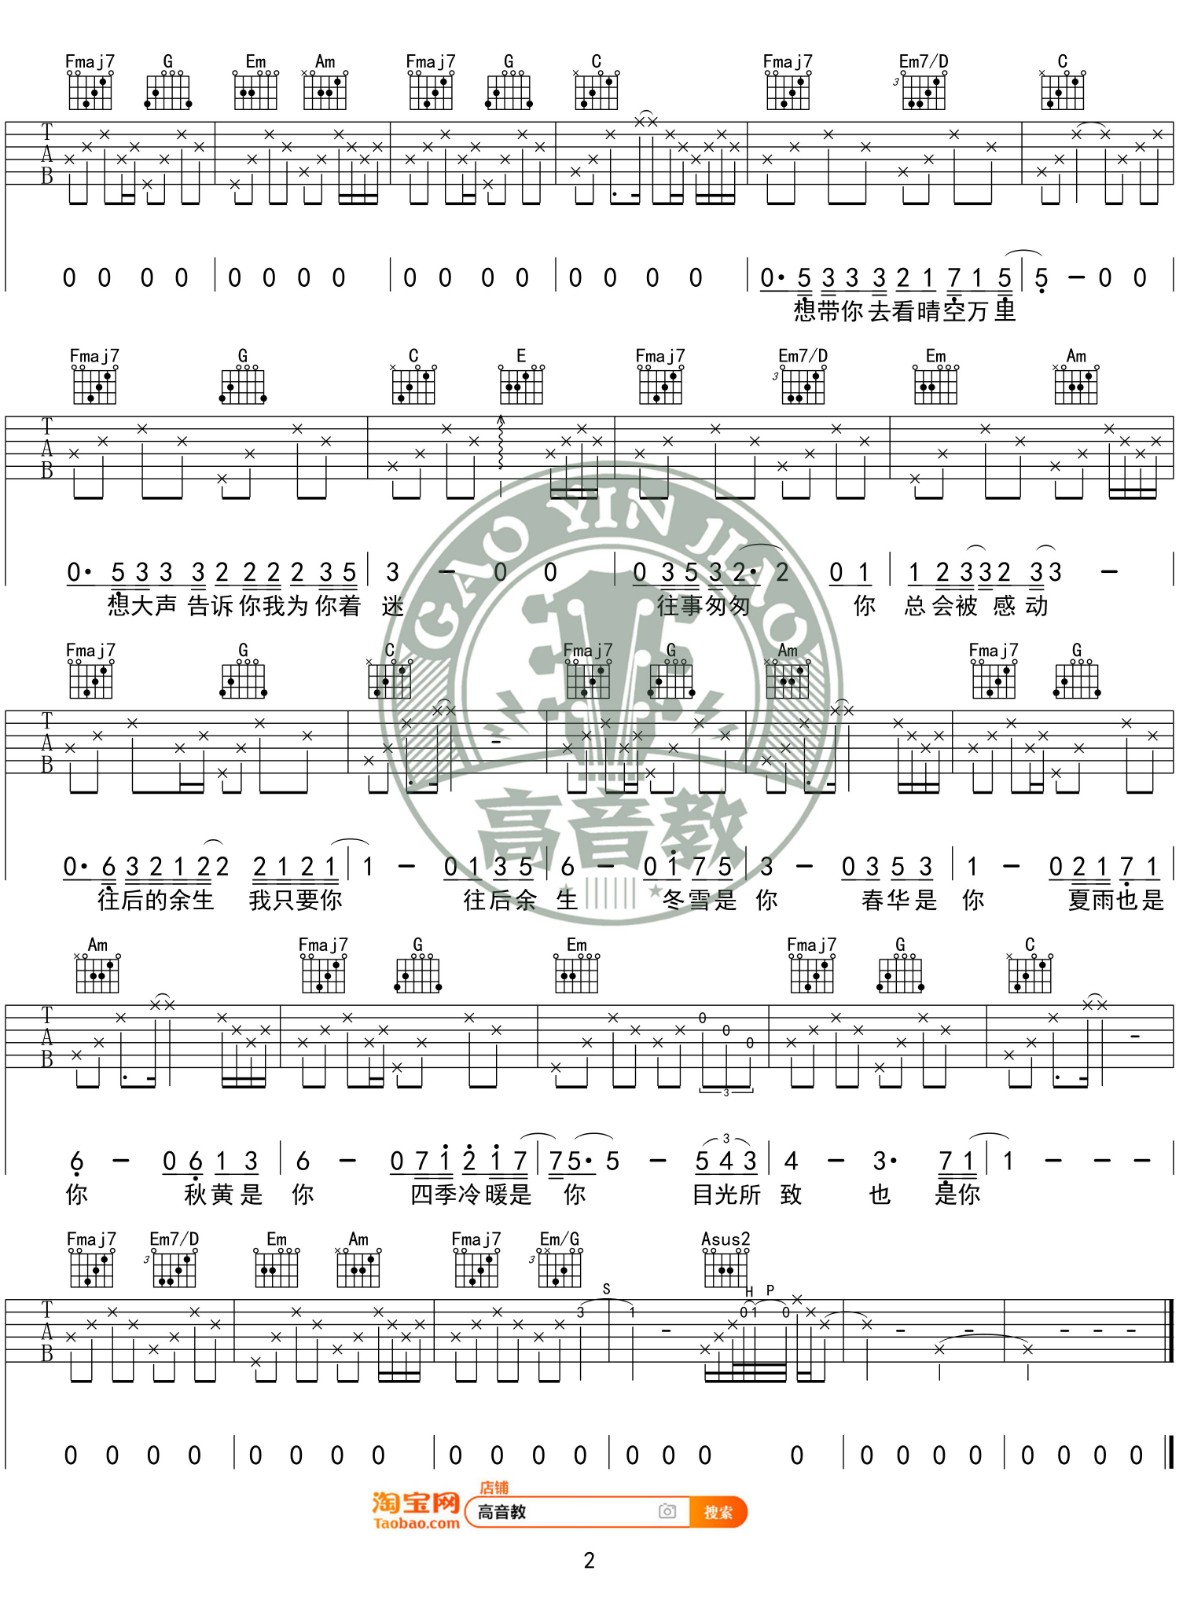 Fmaj7 G Em Am Fmaj7 G C Fmaj7 Em7/D C
3
T
A
B
0 0 0 0 0 0 0 0 0 0 0 0 0 0 0 0 0· 5 3 3 3 2 1 7 1 5 5 - 0 0
想带你去看晴空万里
Fmaj7 G C E Fmaj7 Em7/D Em Am
3
T
A
B
0· 5 3 3 3 2 2 2 2 3 5 3 - 0 0 0 3 5 3 2· 2 0 1 1 2 3 3 2 3 3 -
想大声告诉你我为你着迷 往事匆匆 你总会被感动
Fmaj7 G C Fmaj7 G Am Fmaj7 G
T
A
B
0· 6 3 2 1 2 2 2 1 2 1 1 - 0 1 3 5 6 - 0 1 7 5 3 - 0 3 5 3 1 - 0 2 1 7 1
往后的余生 我只要你 往后余生 冬雪是你 春华是你 夏雨也是
GAO YIN JIAO
高音教
Am Fmaj7 G Em Fmaj7 G C
T
A
B
0 0 0
3
6 - 0 6 1 3 6 - 0 7 1 2 1 7 7 5· 5 - 5 4 3 4 - 3· 7 1 1 - - -
3
你 秋黄是你 四季冷暖是你 目光所致 也 是你
Fmaj7 Em7/D Em Am Fmaj7 Em/G Asus2
3 3
S H P
T
A
B
3 1 0 1 0
0 0 0 0 0 0 0 0 0 0 0 0 0 0 0 0 0 0 0 0 0 0 0 0
店铺
淘宝网
Taobao.com
高音教
搜索
2